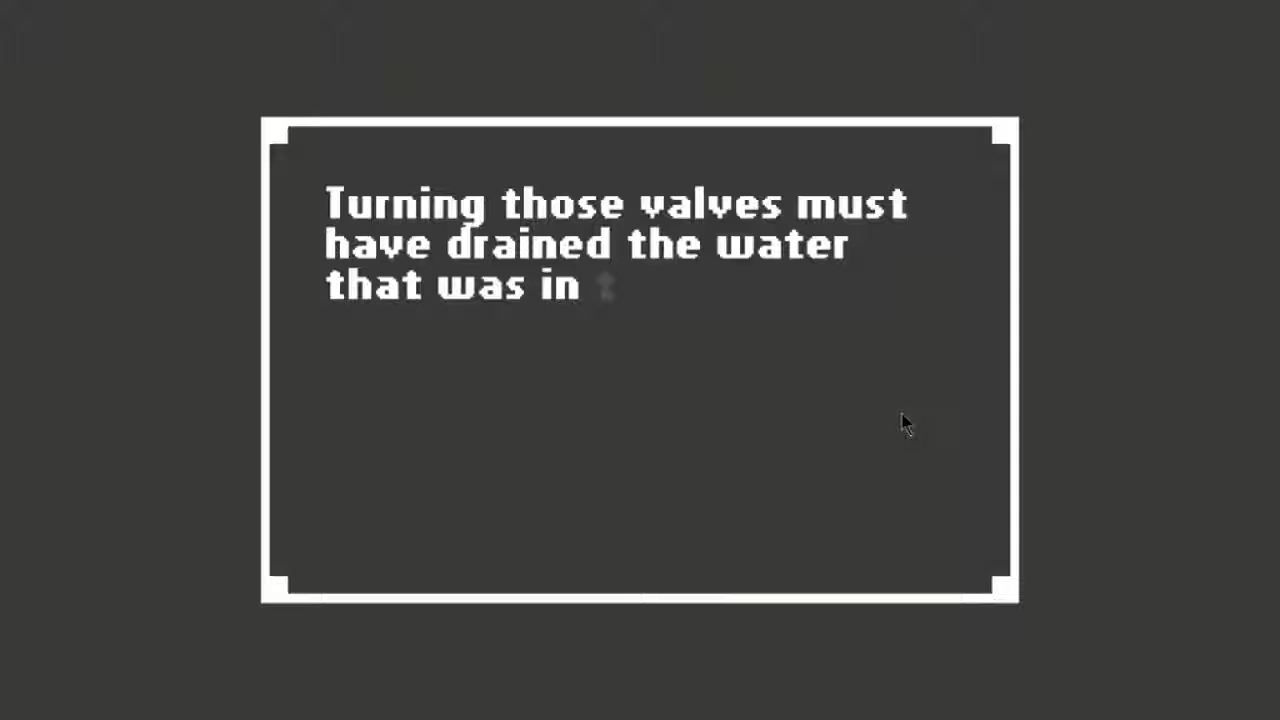 Turning those valves must
have drained the water
that was in t